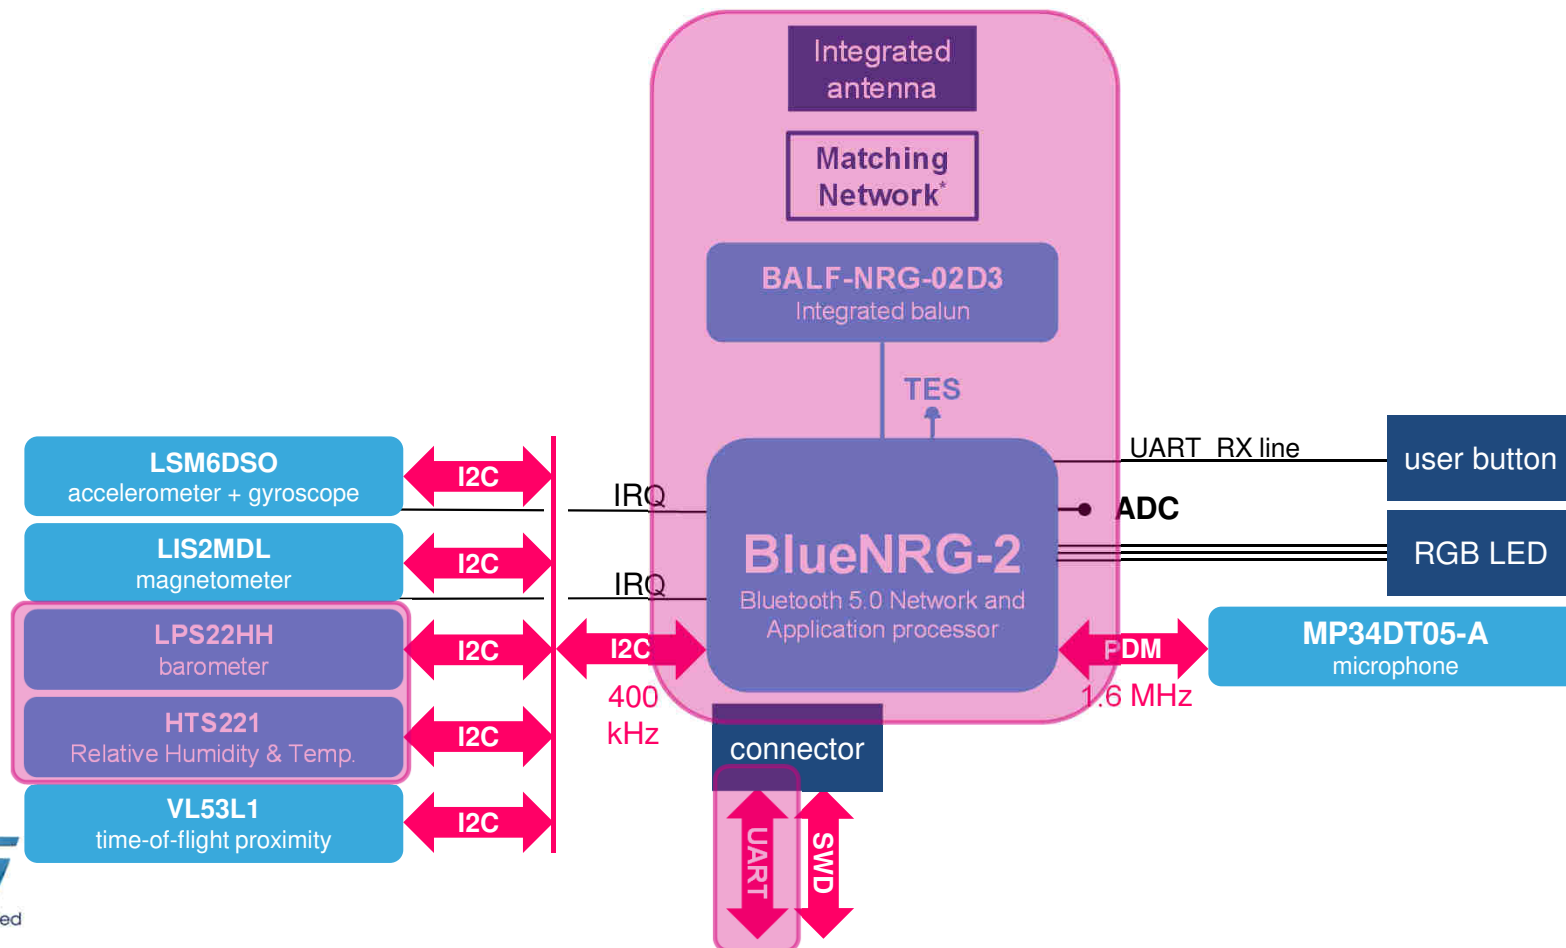 Integrated
antenna
Matching
Network*
BALF-NRG-02D3
Integrated balun
TES
LSM6DSO
accelerometer + gyroscope
I2C
IRQ
UART RX line
user button
ADC
LIS2MDL
magnetometer
I2C
IRQ
BlueNRG-2
Bluetooth 5.0 Network and
Application processor
RGB LED
LPS22HH
barometer
I2C
I2C
400
kHz
PDM
1.6 MHz
MP34DT05-A
microphone
HTS221
Relative Humidity & Temp.
I2C
connector
VL53L1
time-of-flight proximity
I2C
UART
SWD
ed